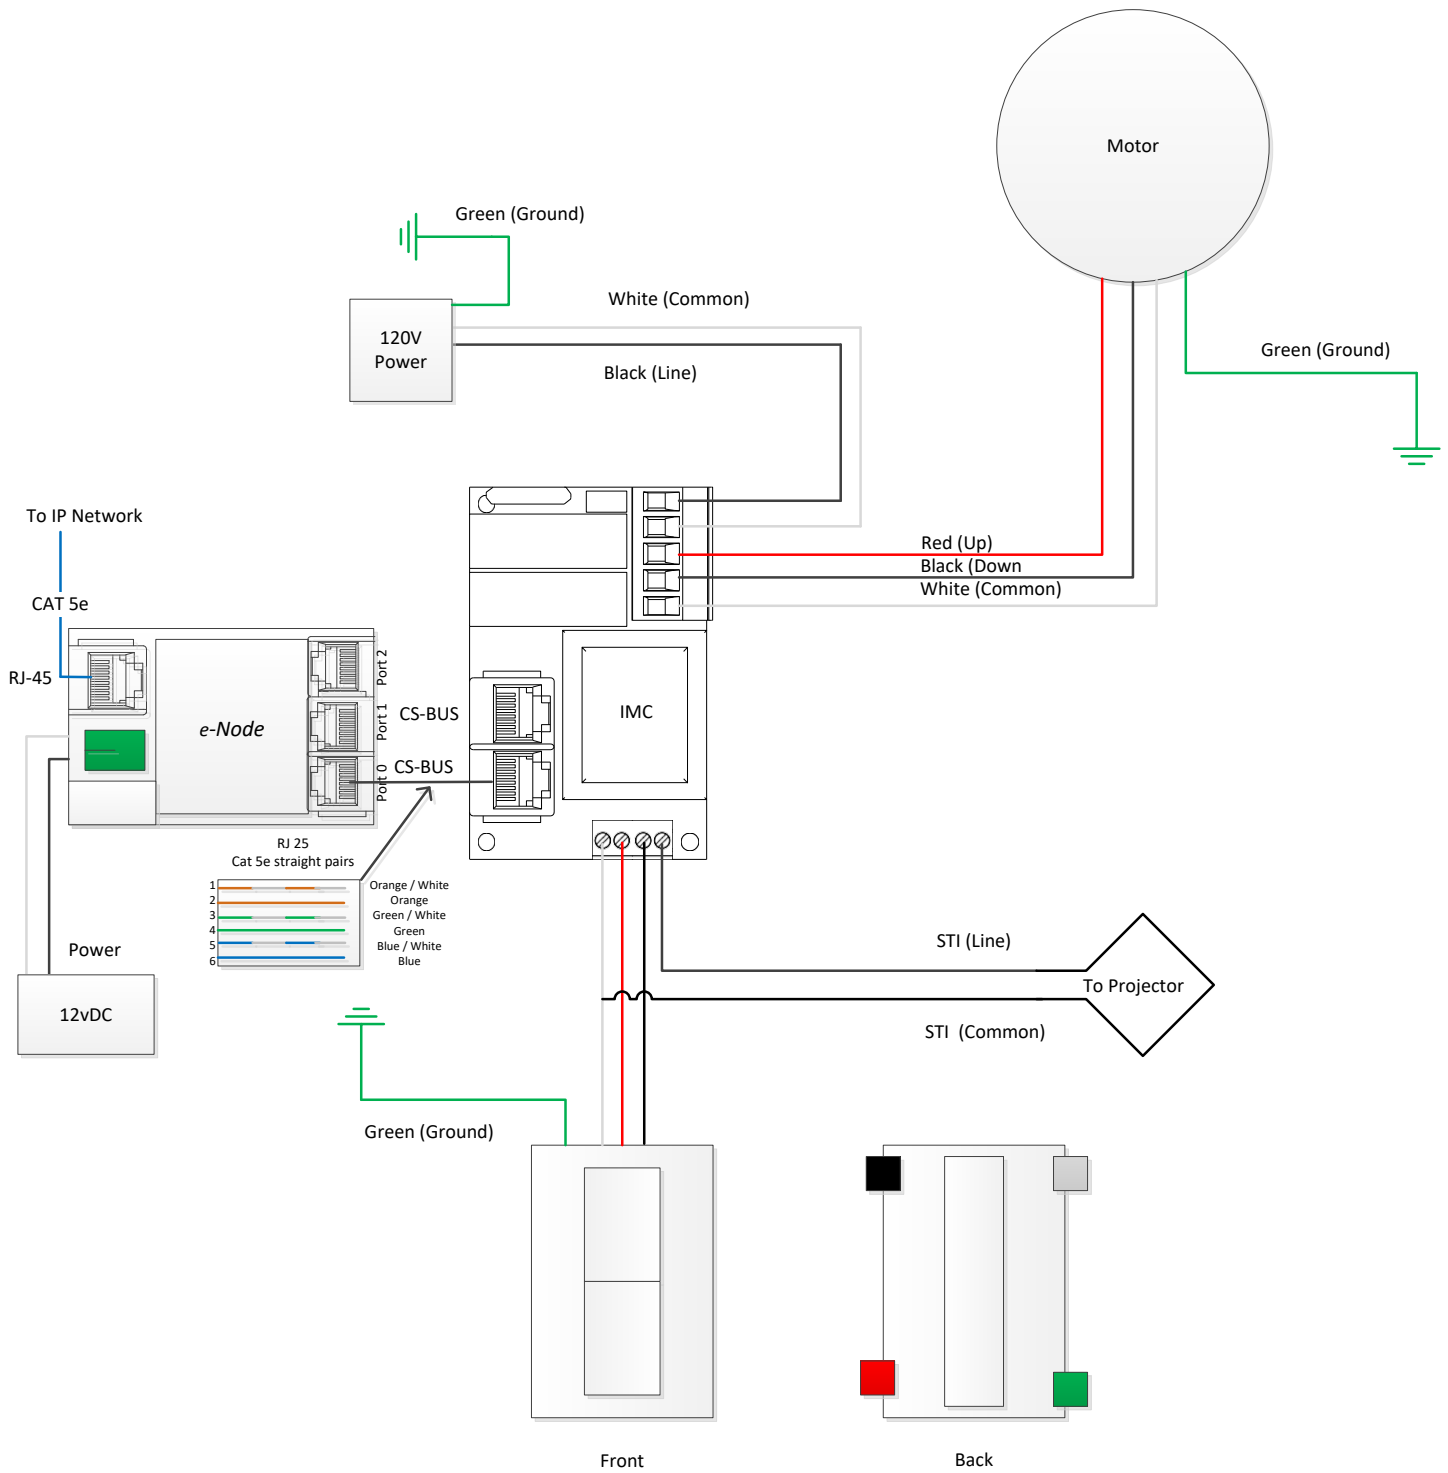 Motor
Green (Ground)
White (Common)
120V
Power
Black (Line)
Green (Ground)
To IP Network
CAT 5e
RJ-45
Red (Up)
Black (Down
White (Common)
e-Node
Port 2
Port 1
Port 0
CS-BUS
CS-BUS
IMC
RJ 25
Cat 5e straight pairs
1 Orange / White
2 Orange
3 Green / White
4 Green
5 Blue / White
6 Blue
Power
12vDC
STI (Line)
To Projector
STI (Common)
Green (Ground)
Front
Back